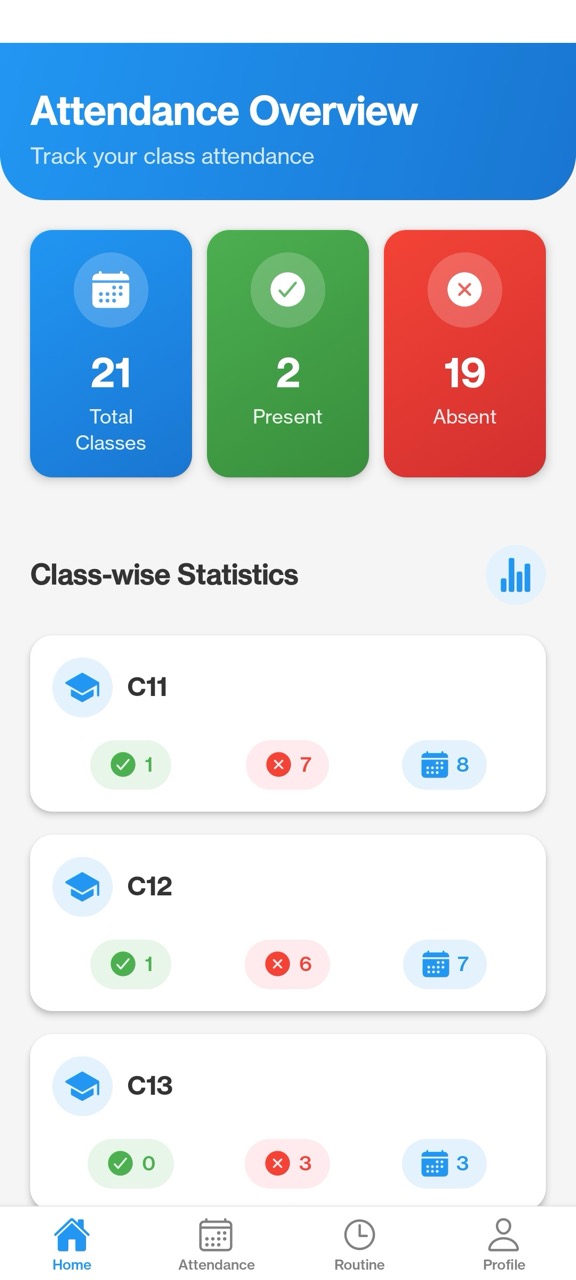 Attendance Overview
Track your class attendance
21
Total
Classes
2
Present
19
Absent
Class-wise Statistics
C11
1
7
8
C12
1
6
7
C13
0
3
3
Home
Attendance
Routine
Profile